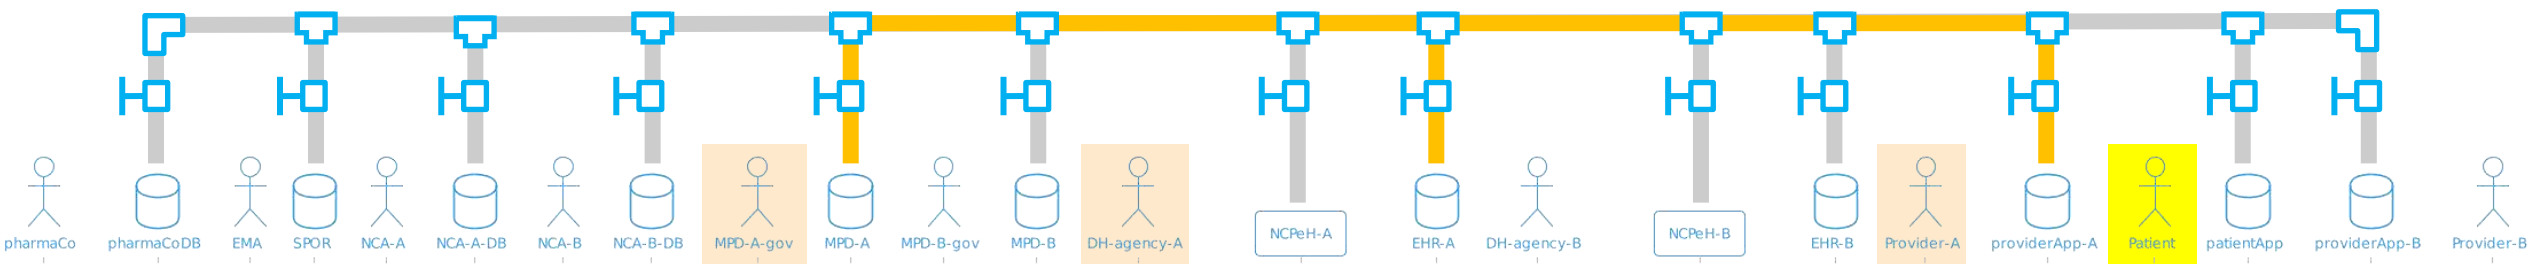 pharmaCo
pharmaCoDB
EMA
SPOR
NCA-A
NCA-A-DB
NCA-B
NCA-B-DB
MPD-A-gov
MPD-A
MPD-B-gov
MPD-B
DH-agency-A
NCPeH-A
EHR-A
DH-agency-B
NCPeH-B
EHR-B
Provider-A
providerApp-A
Patient
patientApp
providerApp-B
Provider-B